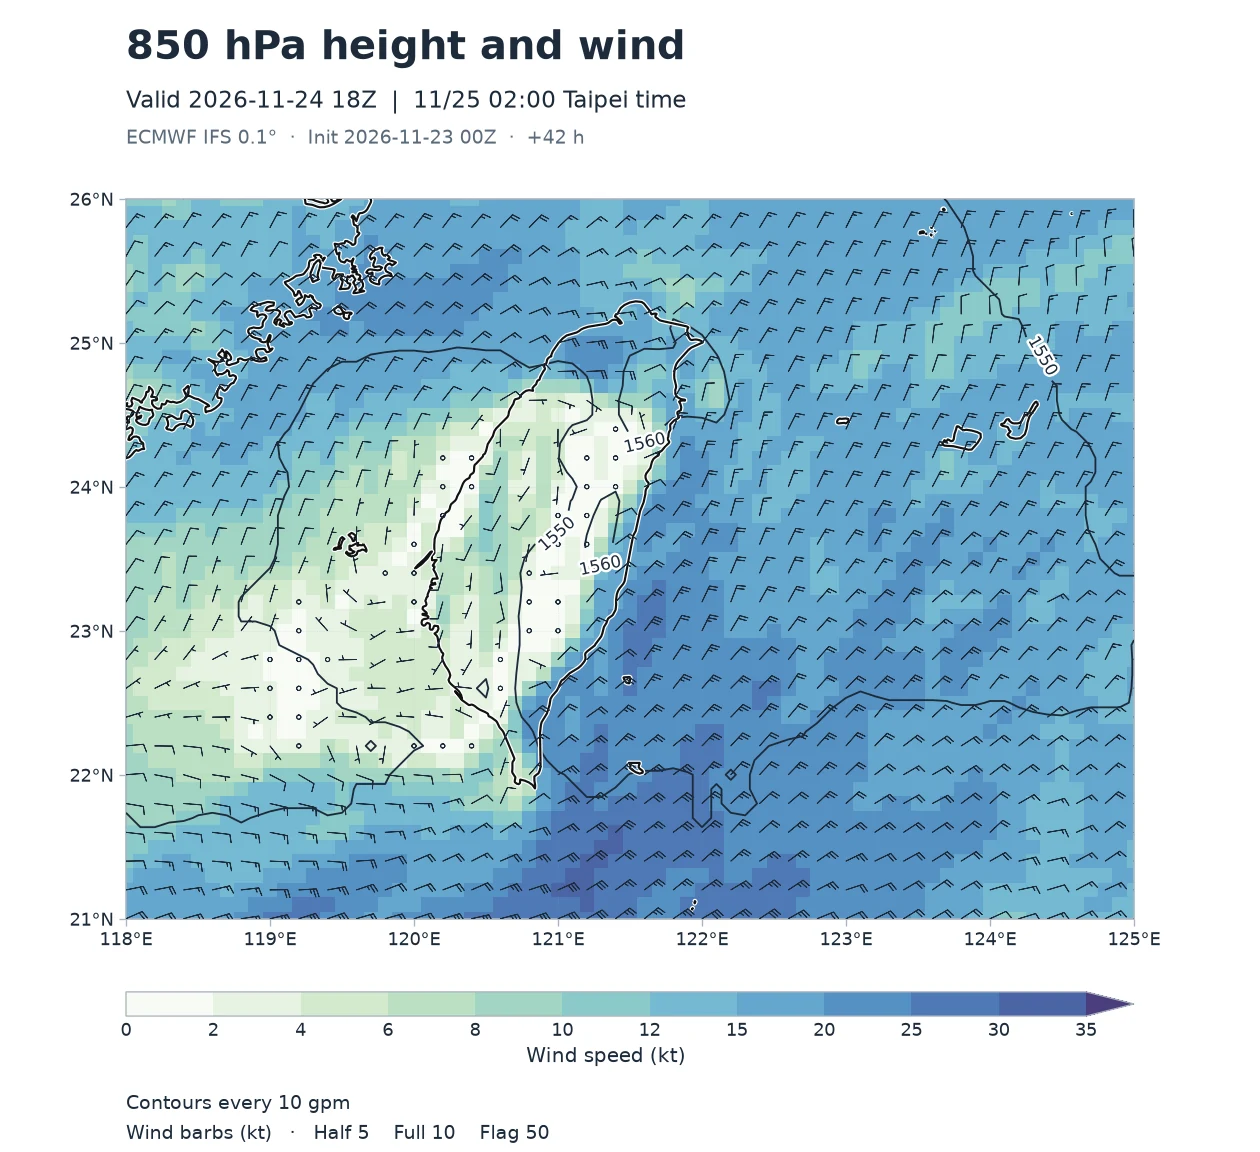 850 hPa height and wind
Valid 2026-11-24 18Z | 11/25 02:00 Taipei time
ECMWF IFS 0.1° · Init 2026-11-23 00Z · +42 h
26°N
25°N
24°N
23°N
22°N
21°N
1550
1560
1550
1560
118°E 119°E 120°E 121°E 122°E 123°E 124°E 125°E
0 2 4 6 8 10 12 15 20 25 30 35
Wind speed (kt)
Contours every 10 gpm
Wind barbs (kt) · Half 5 Full 10 Flag 50